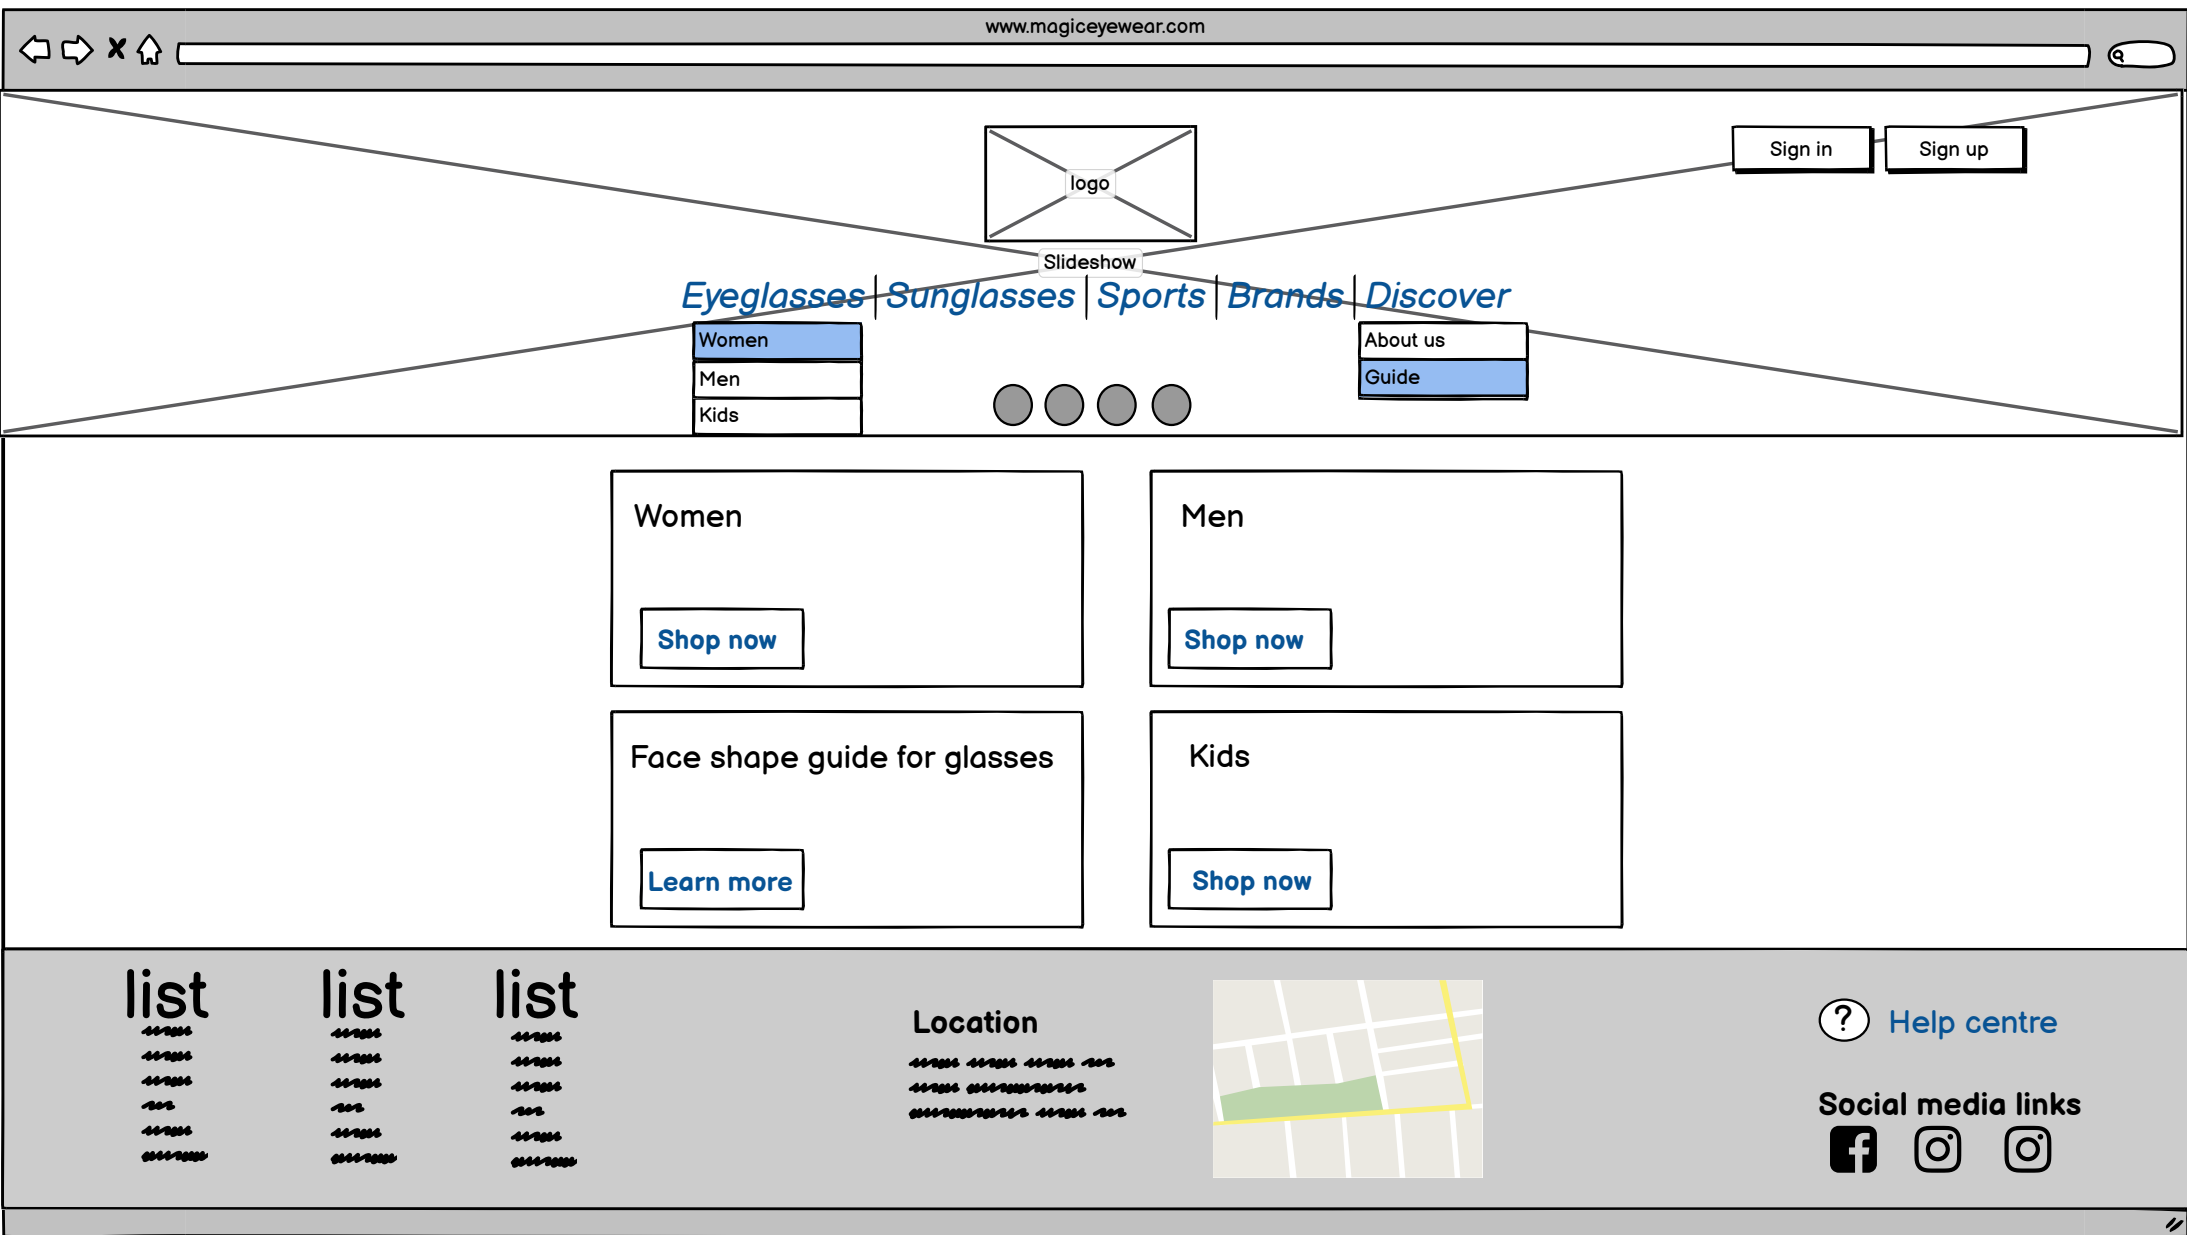 www.magiceyewear.com
Sign in
Sign up
logo
Slideshow
Eyeglasses Sunglasses Sports Brands Discover
Women
Men
Kids
About us
Guide
Women
Shop now
Men
Shop now
Face shape guide for glasses
Learn more
Kids
Shop now
list
list
list
Location
? Help centre
Social media links